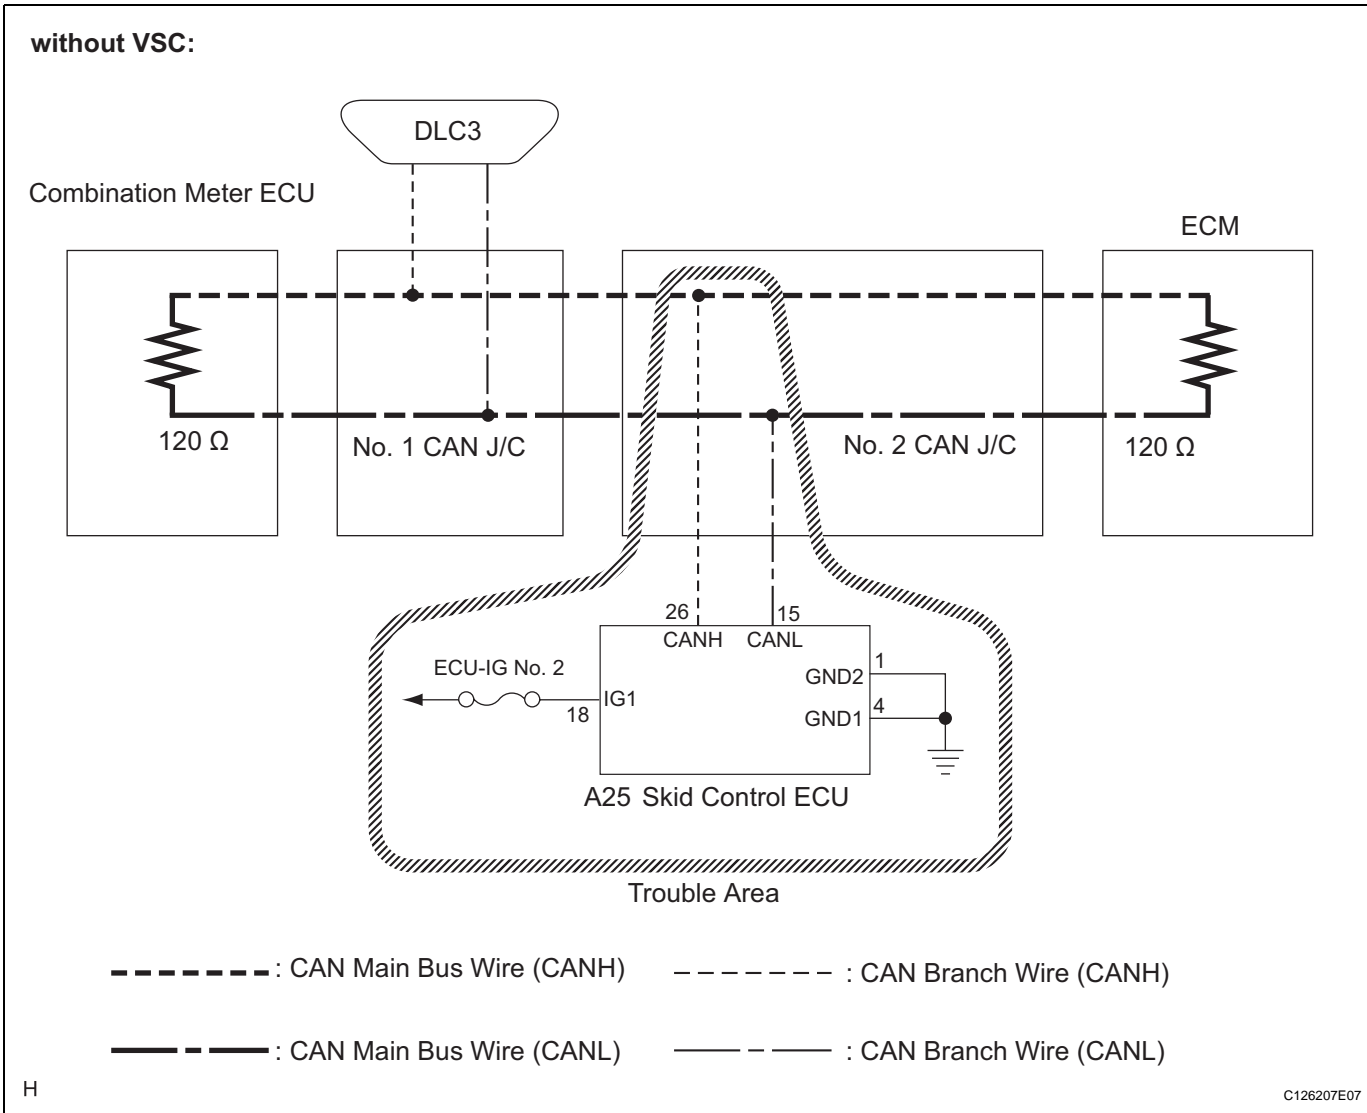 without VSC:
DLC3
Combination Meter ECU
ECM
120 Ω
No. 1 CAN J/C
No. 2 CAN J/C
120 Ω
26
15
CANH
CANL
ECU-IG No. 2
GND2
1
IG1
18
GND1
4
A25 Skid Control ECU
Trouble Area
: CAN Main Bus Wire (CANH)
: CAN Branch Wire (CANH)
: CAN Main Bus Wire (CANL)
: CAN Branch Wire (CANL)
H
C126207E07